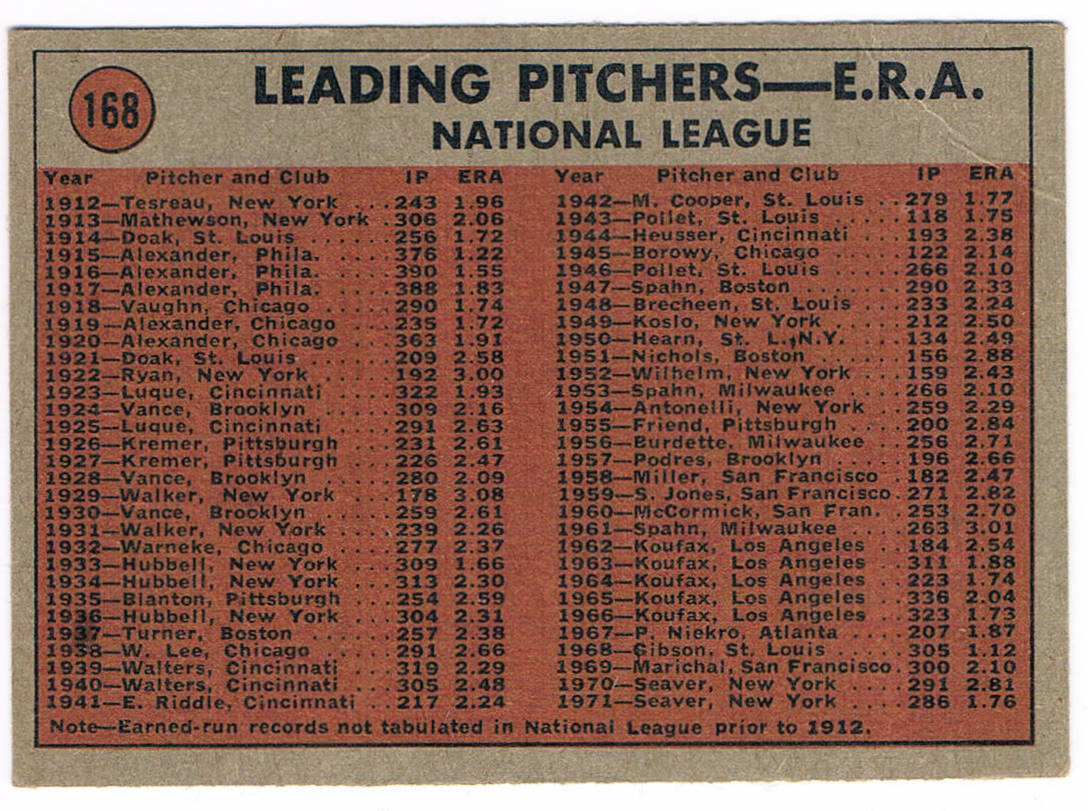 168
LEADING PITCHERS—E.R.A.
NATIONAL LEAGUE
Year Pitcher and Club IP ERA
1912—Tesreau, New York ...243 1.96
1913—Mathewson, New York .306 2.06
1914—Doak, St. Louis ......256 1.72
1915—Alexander, Phila. ....376 1.22
1916—Alexander, Phila. ....390 1.55
1917—Alexander, Phila. ....388 1.83
1918—Vaughn, Chicago .....290 1.74
1919—Alexander, Chicago ...235 1.72
1920—Alexander, Chicago ...363 1.91
1921—Doak, St. Louis ......209 2.58
1922—Ryan, New York .....192 3.00
1923—Luque, Cincinnati ....322 1.93
1924—Vance, Brooklyn .....309 2.16
1925—Luque, Cincinnati ....291 2.63
1926—Kremer, Pittsburgh ...231 2.61
1927—Kremer, Pittsburgh ...226 2.47
1928—Vance, Brooklyn .....280 2.09
1929—Walker, New York ...178 3.08
1930—Vance, Brooklyn .....259 2.61
1931—Walker, New York ....239 2.26
1932—Warneke, Chicago ....277 2.37
1933—Hubbell, New York ...309 1.66
1934—Hubbell, New York ...313 2.30
1935—Blanton, Pittsburgh ...254 2.59
1936—Hubbell, New York ...304 2.31
1937—Turner, Boston ......257 2.38
1938—W. Lee, Chicago .....291 2.66
1939—Walters, Cincinnati ...319 2.29
1940—Walters, Cincinnati ...305 2.48
1941—E. Riddle, Cincinnati ..217 2.24
Year Pitcher and Club IP ERA
1942—M. Cooper, St. Louis ..279 1.77
1943—Pollet, St. Louis .....118 1.75
1944—Heusser, Cincinnati ...193 2.38
1945—Borowy, Chicago .....122 2.14
1946—Pollet, St. Louis .....266 2.10
1947—Spahn, Boston .......290 2.33
1948—Brecheen, St. Louis ...233 2.24
1949—Koslo, New York .....212 2.50
1950—Hearn, St. L.,N.Y. ....134 2.49
1951—Nichols, Boston ......156 2.88
1952—Wilhelm, New York ...159 2.43
1953—Spahn, Milwaukee ....266 2.10
1954—Antonelli, New York ..259 2.29
1955—Friend, Pittsburgh ....200 2.84
1956—Burdette, Milwaukee ..256 2.71
1957—Podres, Brooklyn .....196 2.66
1958—Miller, San Francisco ..182 2.47
1959—S. Jones, San Francisco.271 2.82
1960—McCormick, San Fran. ..253 2.70
1961—Spahn, Milwaukee ....263 3.01
1962—Koufax, Los Angeles ..184 2.54
1963—Koufax, Los Angeles ..311 1.88
1964—Koufax, Los Angeles ..223 1.74
1965—Koufax, Los Angeles ..336 2.04
1966—Koufax, Los Angeles ..323 1.73
1967—P. Niekro, Atlanta ....207 1.87
1968—Gibson, St. Louis .....305 1.12
1969—Marichal, San Francisco.300 2.10
1970—Seaver, New York ....291 2.81
1971—Seaver, New York ....286 1.76
Note—Earned-run records not tabulated in National League prior to 1912.